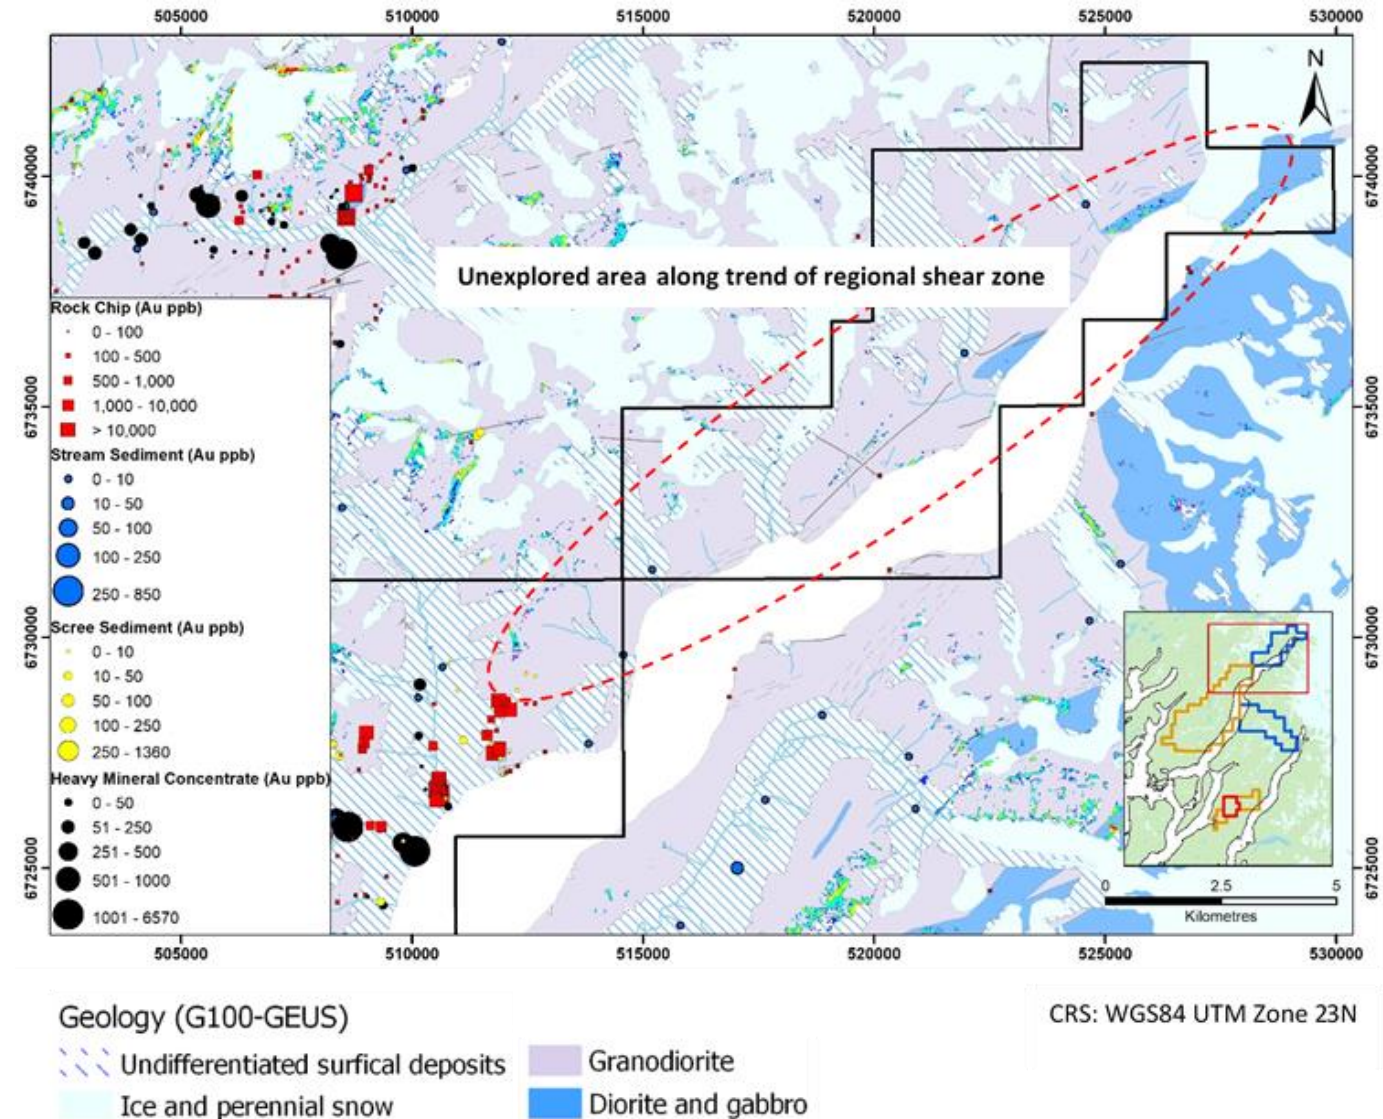 505000 510000 515000 520000 525000 530000
N
6740000 6740000
Unexplored area along trend of regional shear zone
Rock Chip (Au ppb)
0 - 100
100 - 500
500 - 1,000
1,000 - 10,000
> 10,000
6735000 6735000
Stream Sediment (Au ppb)
0 - 10
10 - 50
50 - 100
100 - 250
250 - 850
Scree Sediment (Au ppb)
0 - 10
10 - 50
50 - 100
100 - 250
250 - 1360
6730000 6730000
Heavy Mineral Concentrate (Au ppb)
0 - 50
51 - 250
251 - 500
501 - 1000
1001 - 6570
6725000 6725000
0 2.5 5
Kilometres
505000 510000 515000 520000 525000 530000
Geology (G100-GEUS)
CRS: WGS84 UTM Zone 23N
Undifferentiated surfical deposits
Granodiorite
Ice and perennial snow
Diorite and gabbro